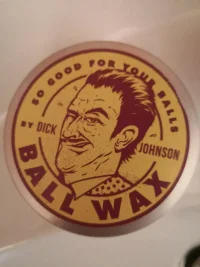 SO GOOD FOR YOUR BALLS
BY DICK JOHNSON
BALL WAX